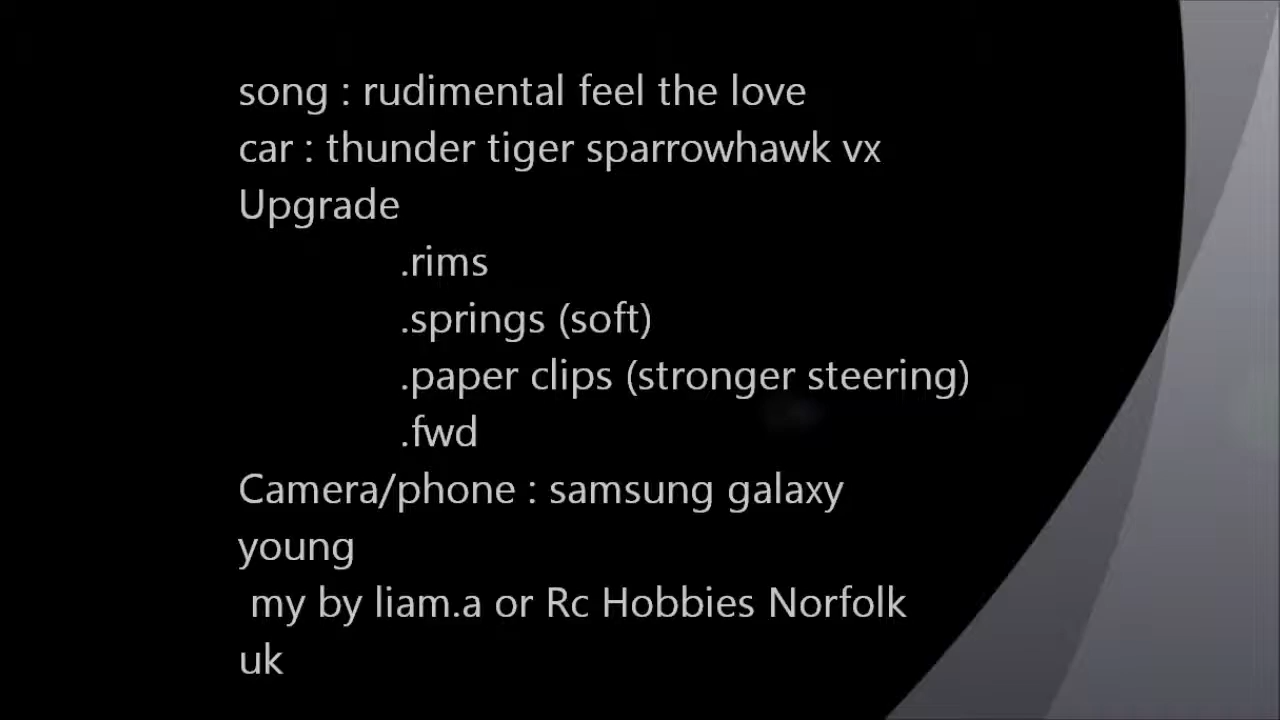 song : rudimental feel the love
car : thunder tiger sparrowhawk vx
Upgrade
.rims
.springs (soft)
.paper clips (stronger steering)
.fwd
Camera/phone : samsung galaxy
young
my by liam.a or Rc Hobbies Norfolk
uk